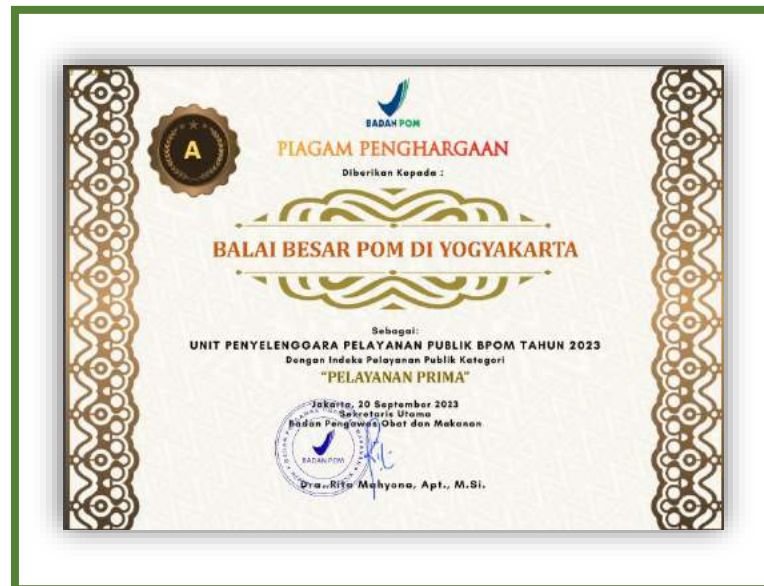 BADAN POM
A
PIAGAM PENGHARGAAN
Diberikan Kepada :
BALAI BESAR POM DI YOGYAKARTA
Sebagai:
UNIT PENYELENGGARA PELAYANAN PUBLIK BPOM TAHUN 2023
Dengan Indeks Pelayanan Publik Kategori
"PELAYANAN PRIMA"
Jakarta, 20 September 2023
Sekretaris Utama
Badan Pengawas Obat dan Makanan
BADAN POM
Dra. Rita Mahyona, Apt., M.Si.